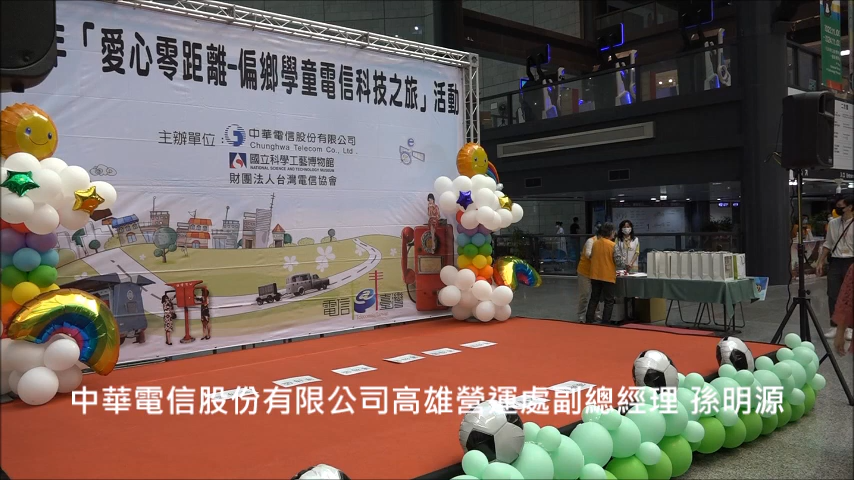 年「愛心零距離-偏鄉學童電信科技之旅」活動
主辦單位：中華電信股份有限公司
Chunghwa Telecom Co., Ltd.
國立科學工藝博物館
NATIONAL SCIENCE AND TECHNOLOGY MUSEUM
財團法人台灣電信協會
電信e臺灣
中華電信股份有限公司高雄營運處副總經理 孫明源